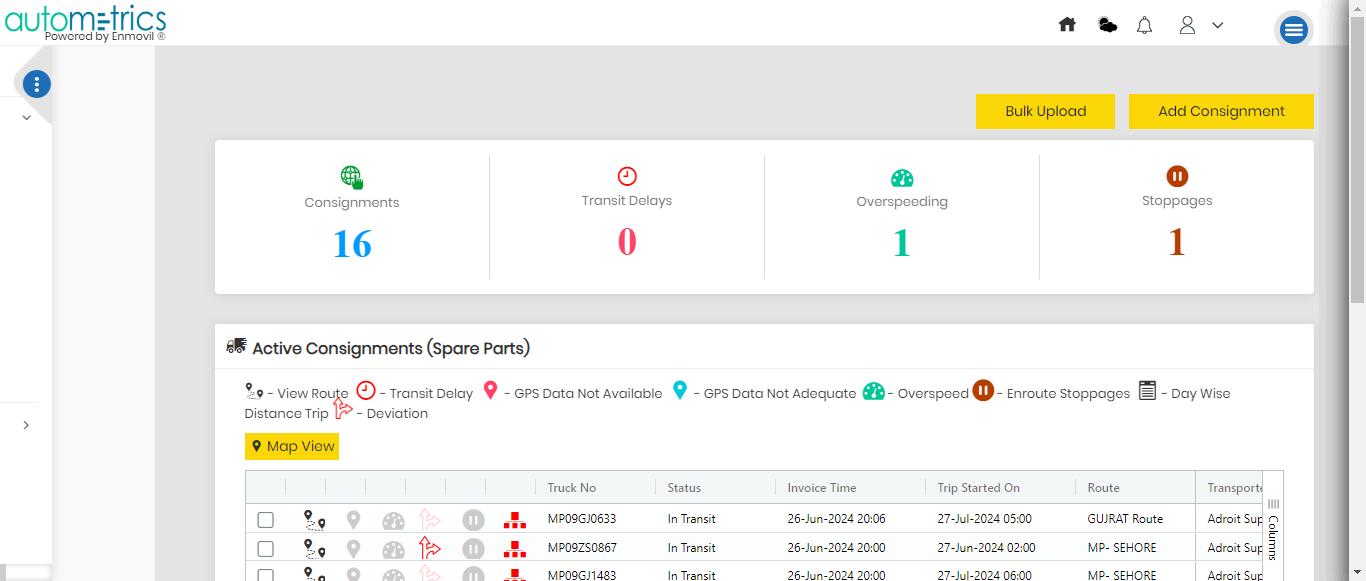 autometrics
Powered by Enmovil ®
Bulk Upload
Add Consignment
Consignments
Transit Delays
Overspeeding
Stoppages
16
0
1
1
Active Consignments (Spare Parts)
- View Route - Transit Delay - GPS Data Not Available - GPS Data Not Adequate - Overspeed - Enroute Stoppages - Day Wise
Distance Trip - Deviation
Map View
Truck No Status Invoice Time Trip Started On Route
MP09GJ0633 In Transit 26-Jun-2024 20:06 27-Jul-2024 05:00 GUJRAT Route Adroit
MP09ZS0867 In Transit 26-Jun-2024 20:00 27-Jun-2024 02:00 MP- SEHORE Adroit
MP09GJ1483 In Transit 26-Jun-2024 20:00 27-Jul-2024 06:00 MP- SEHORE Adroit
Columns